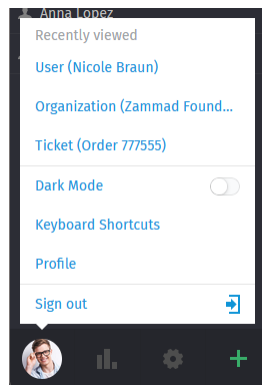 Anna Lopez
Recently viewed
User (Nicole Braun)
Organization (Zammad Found...
Ticket (Order 777555)
Dark Mode
Keyboard Shortcuts
Profile
Sign out